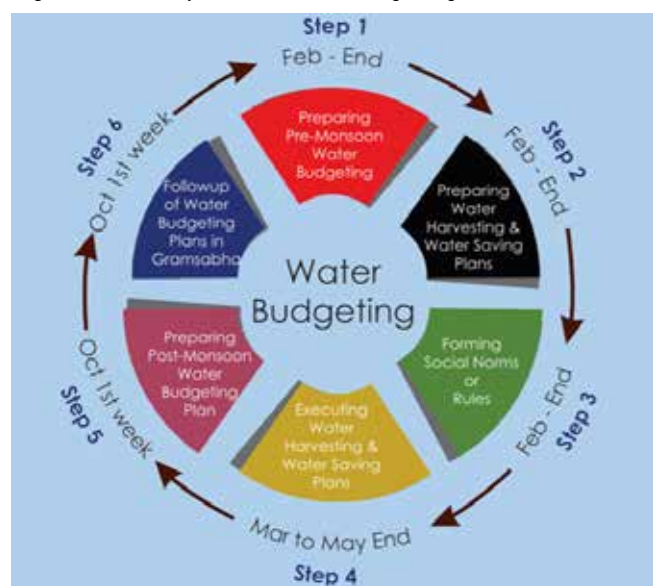 Step 1
Feb - End
Preparing
Pre-Monsoon
Water
Budgeting
Step 2
Feb - End
Preparing
Water
Harvesting &
Water Saving
Plans
Step 3
Feb - End
Forming
Social Norms
or
Rules
Step 4
Mar to May End
Executing
Water
Harvesting &
Water Saving
Plans
Step 5
Oct 1st week
Preparing
Post-Monsoon
Water
Budgeting
Plan
Step 6
Oct 1st week
Followup
of Water
Budgeting
Plans in
Gramsabha
Water
Budgeting